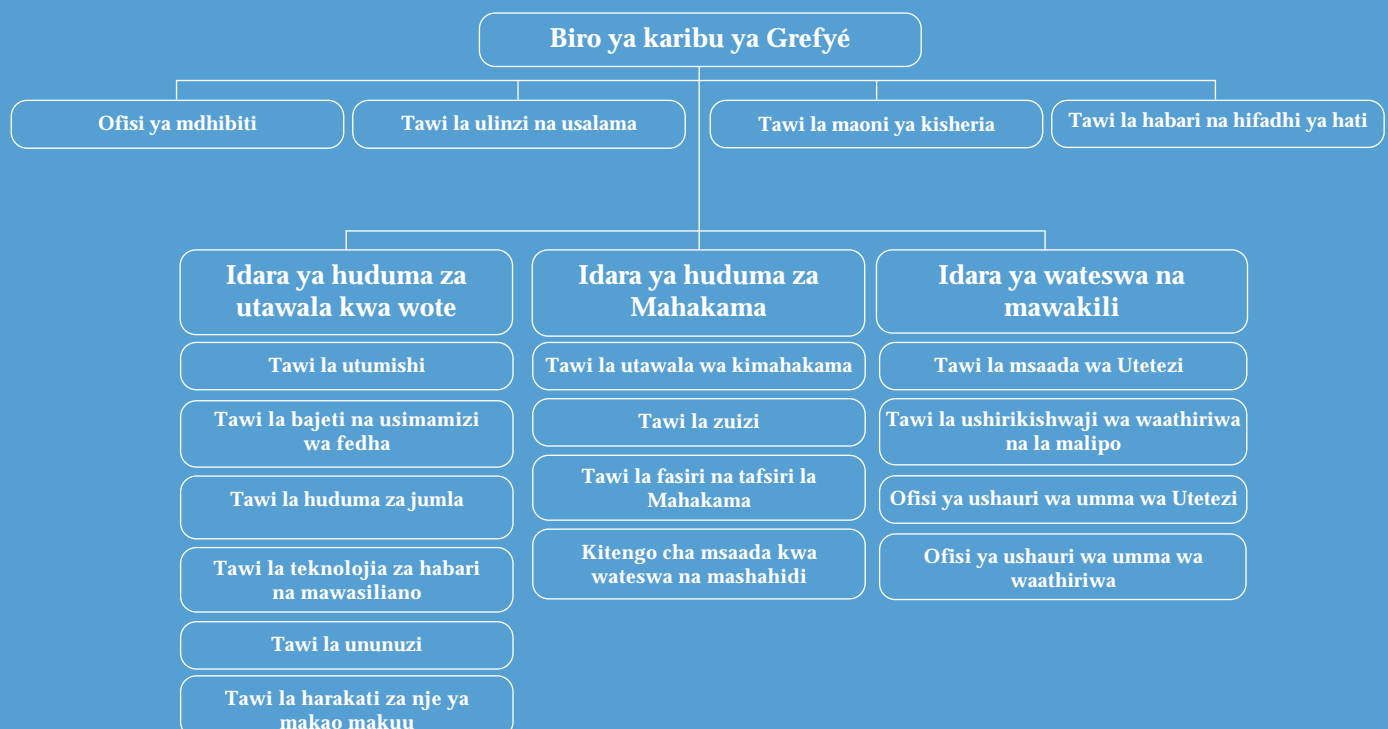 Biro ya karibu ya Grefyé
Ofisi ya mdhibiti
Tawi la ulinzi na usalama
Tawi la maoni ya kisheria
Tawi la habari na hifadhi ya hati
Idara ya huduma za
utawala kwa wote
Tawi la utumishi
Tawi la bajeti na usimamizi
wa fedha
Tawi la huduma za jumla
Tawi la teknolojia za habari
na mawasiliano
Tawi la ununuzi
Tawi la harakati za nje ya
makao makuu
Idara ya huduma za
Mahakama
Tawi la utawala wa kimahakama
Tawi la zuizi
Tawi la fasiri na tafsiri la
Mahakama
Kitengo cha msaada kwa
wateswa na mashahidi
Idara ya wateswa na
mawakili
Tawi la msaada wa Utetezi
Tawi la ushirikishwaji wa waathiriwa
na la malipo
Ofisi ya ushauri wa umma wa Utetezi
Ofisi ya ushauri wa umma wa
waathiriwa